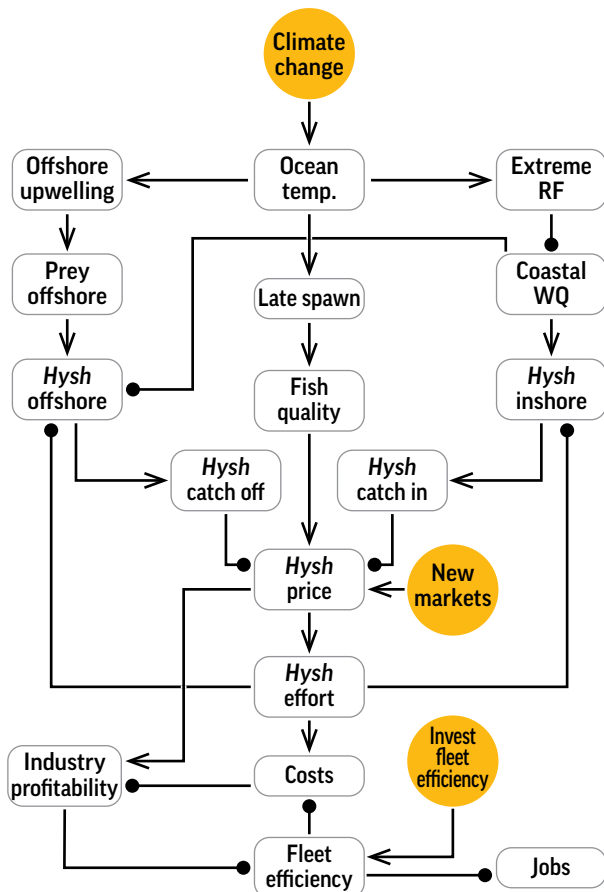 Climate
change
Offshore
upwelling
Ocean
temp.
Extreme
RF
Prey
offshore
Late spawn
Coastal
WQ
Hysh
offshore
Fish
quality
Hysh
inshore
Hysh
catch off
Hysh
catch in
Hysh
price
New
markets
Hysh
effort
Industry
profitability
Costs
Invest
fleet
efficiency
Fleet
efficiency
Jobs